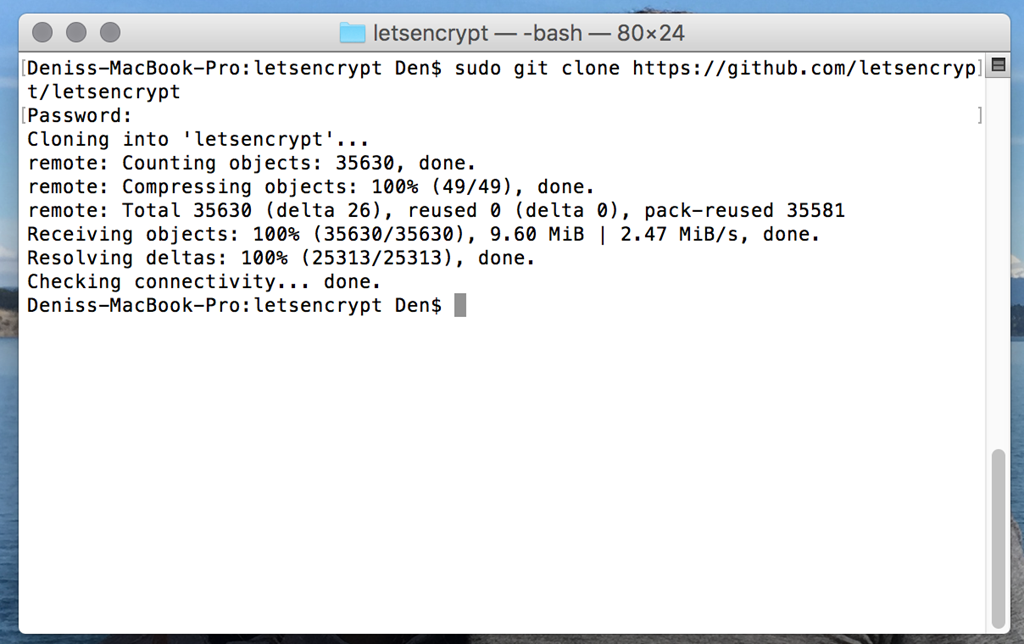 letsencrypt — -bash — 80×24
[Deniss-MacBook-Pro:letsencrypt Den$ sudo git clone https://github.com/letsencryp]
t/letsencrypt
[Password: ]
Cloning into 'letsencrypt'...
remote: Counting objects: 35630, done.
remote: Compressing objects: 100% (49/49), done.
remote: Total 35630 (delta 26), reused 0 (delta 0), pack-reused 35581
Receiving objects: 100% (35630/35630), 9.60 MiB | 2.47 MiB/s, done.
Resolving deltas: 100% (25313/25313), done.
Checking connectivity... done.
Deniss-MacBook-Pro:letsencrypt Den$